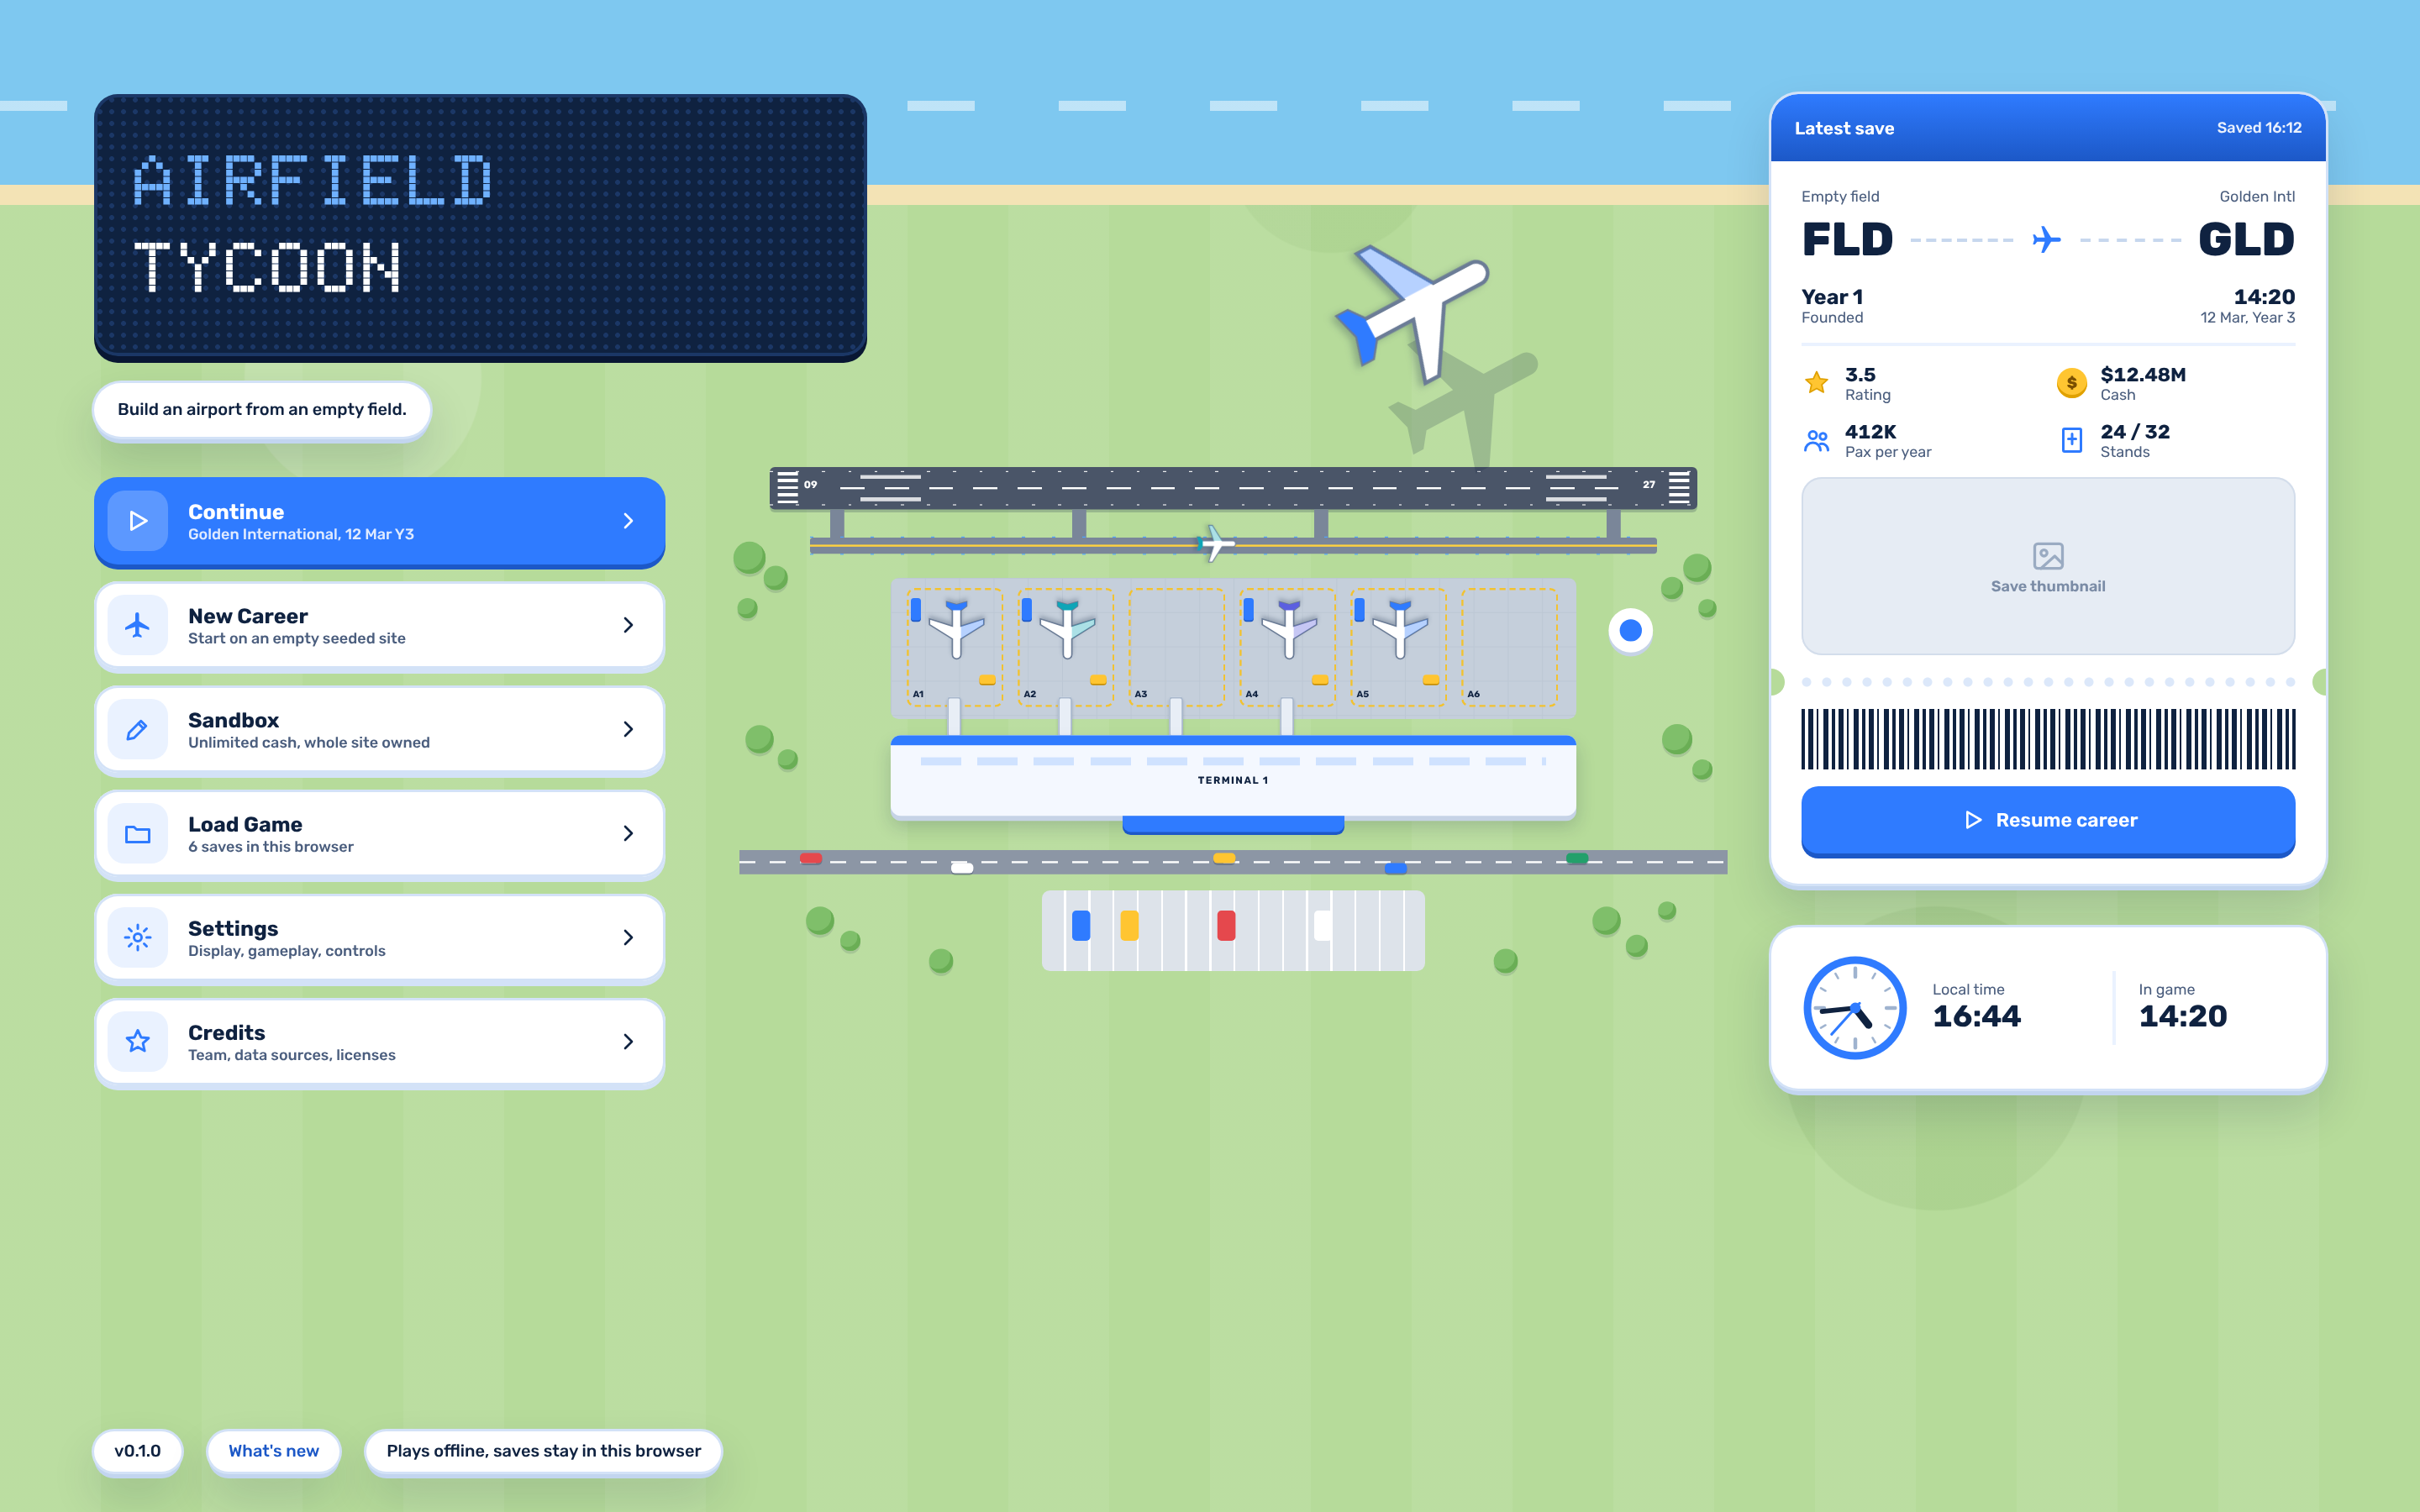 AIRFIELD
TYCOON
Build an airport from an empty field.
Continue
Golden International, 12 Mar Y3
New Career
Start on an empty seeded site
Sandbox
Unlimited cash, whole site owned
Load Game
6 saves in this browser
Settings
Display, gameplay, controls
Credits
Team, data sources, licenses
v0.1.0
What's new
Plays offline, saves stay in this browser
09
27
A1
A2
A3
A4
A5
A6
TERMINAL 1
Latest save
Saved 16:12
Empty field
Golden Intl
FLD
GLD
Year 1
14:20
Founded
12 Mar, Year 3
3.5
Rating
$
$12.48M
Cash
412K
Pax per year
24 / 32
Stands
Save thumbnail
Resume career
Local time
16:44
In game
14:20